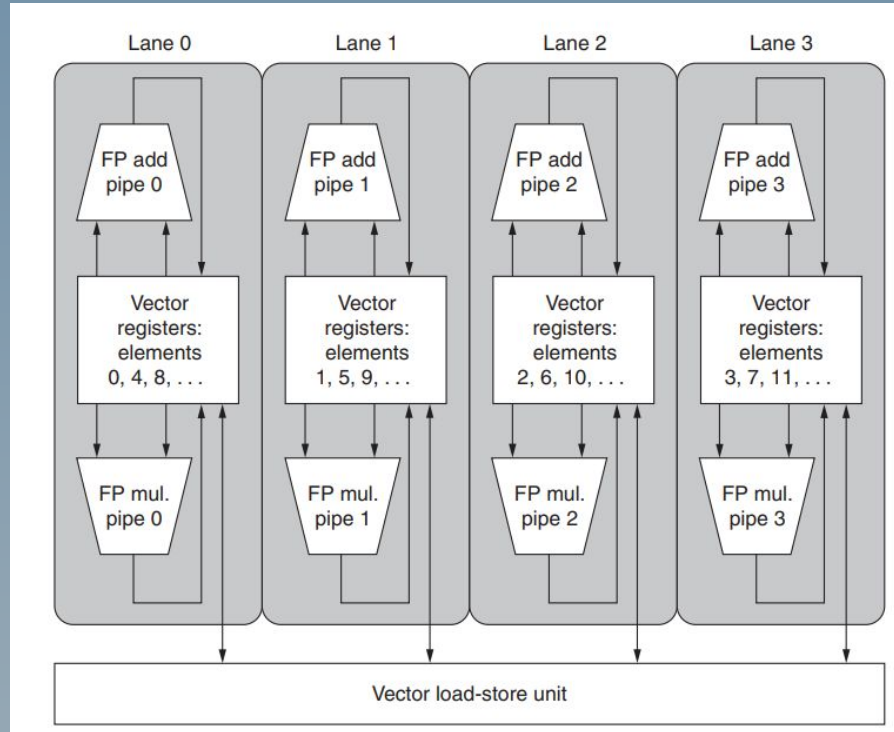 Lane 0
Lane 1
Lane 2
Lane 3
FP add
pipe 0
FP add
pipe 1
FP add
pipe 2
FP add
pipe 3
Vector
registers:
elements
0, 4, 8, . . .
Vector
registers:
elements
1, 5, 9, . . .
Vector
registers:
elements
2, 6, 10, . . .
Vector
registers:
elements
3, 7, 11, . . .
FP mul.
pipe 0
FP mul.
pipe 1
FP mul.
pipe 2
FP mul.
pipe 3
Vector load-store unit